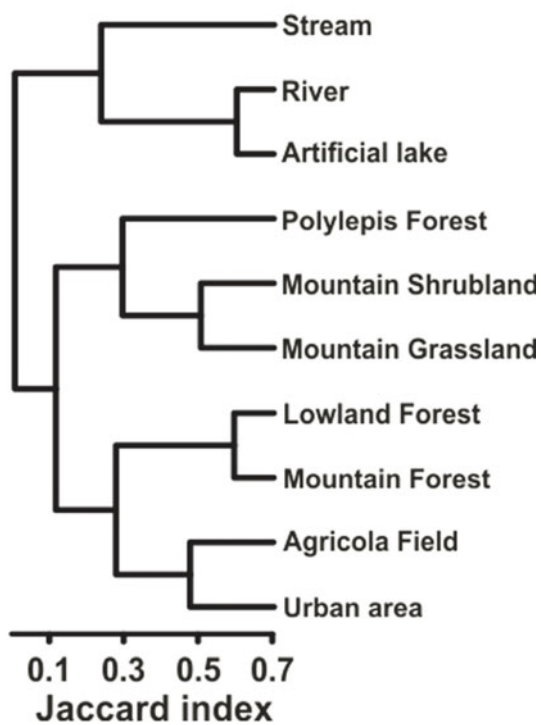 Stream
River
Artificial lake
Polylepis Forest
Mountain Shrubland
Mountain Grassland
Lowland Forest
Mountain Forest
Agricola Field
Urban area
0.1 0.3 0.5 0.7
Jaccard index